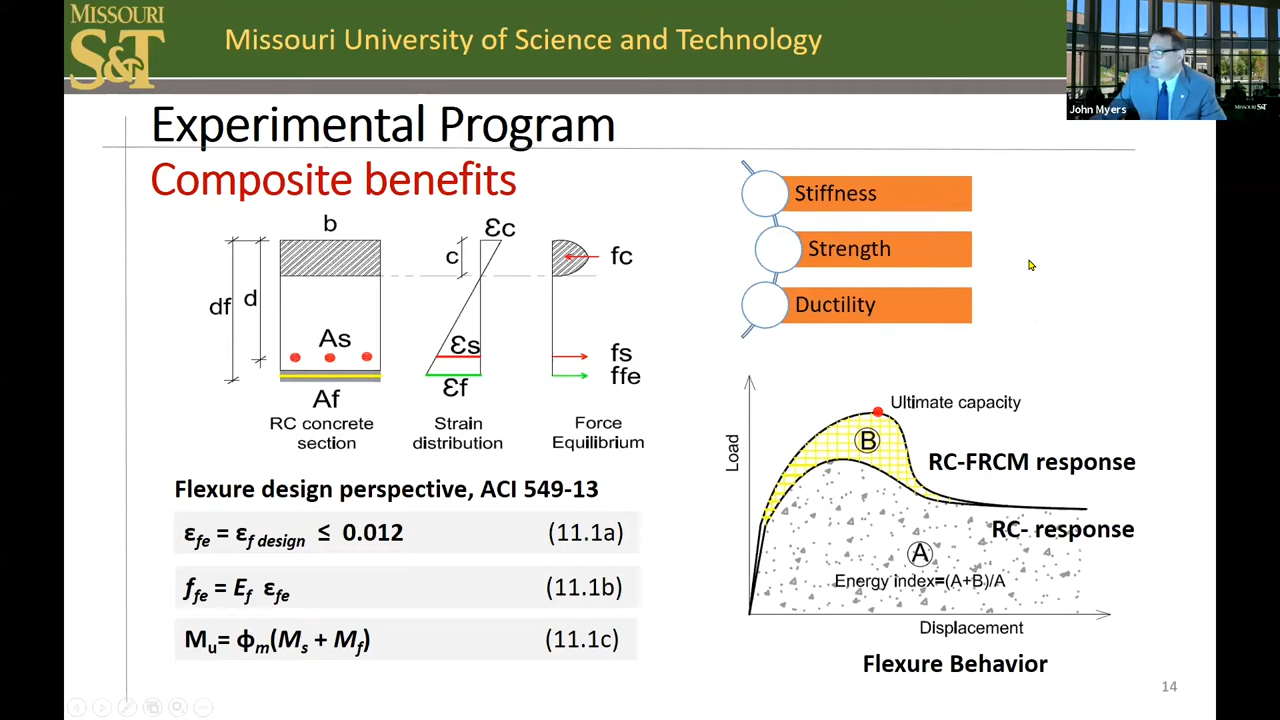 MISSOURI
S&T
Missouri University of Science and Technology
John Myers
MISSOURI S&T
Experimental Program
Composite benefits
b
εc
c
fc
df
d
As
εs
fs
ffe
εf
Af
RC concrete
section
Strain
distribution
Force
Equilibrium
Stiffness
Strength
Ductility
Flexure design perspective, ACI 549-13
εfe = εf design ≤ 0.012 (11.1a)
ffe = Ef εfe (11.1b)
Mu= ϕm(Ms + Mf) (11.1c)
Ultimate capacity
B
Load
RC-FRCM response
RC- response
A
Energy index=(A+B)/A
Displacement
Flexure Behavior
14